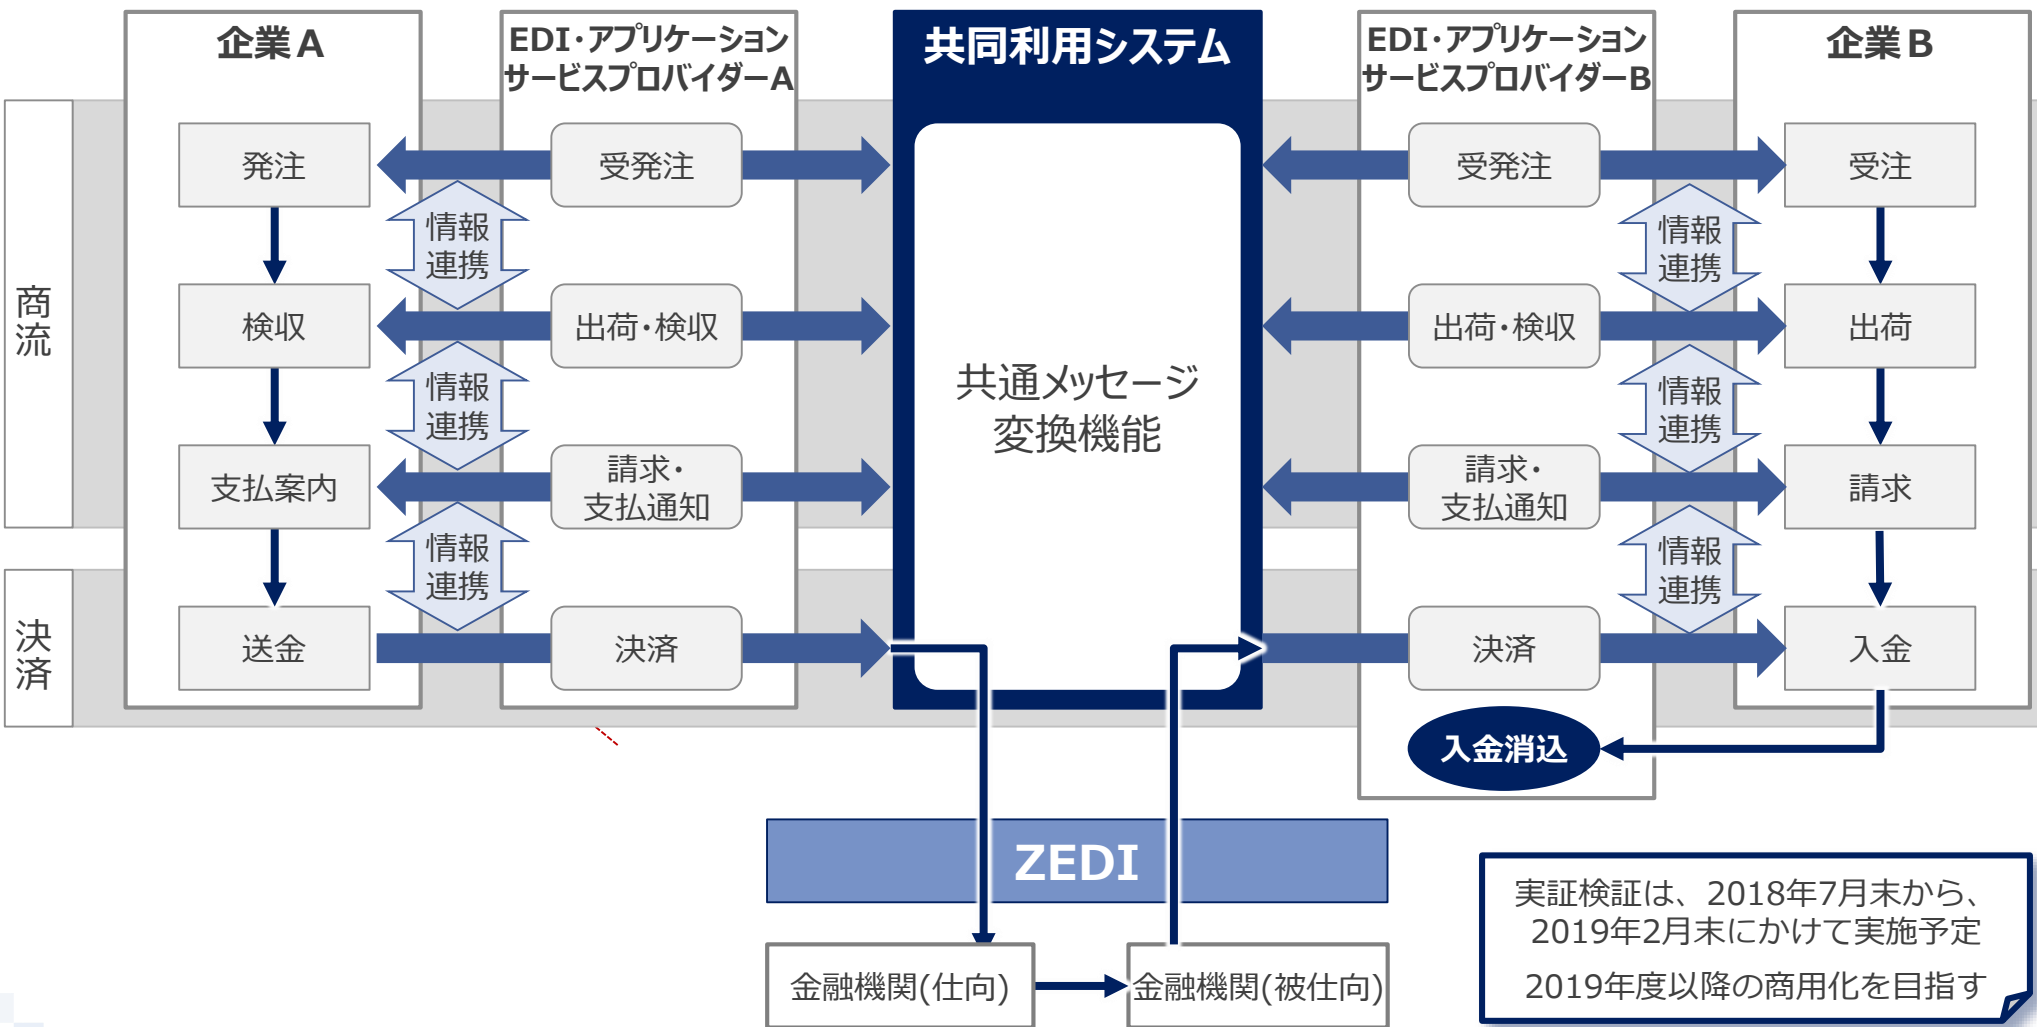 企業A
EDI・アプリケーション
サービスプロバイダーA
共同利用システム
EDI・アプリケーション
サービスプロバイダーB
企業B
商流
発注
受発注
受発注
受注
情報
連携
情報
連携
検収
出荷・検収
共通メッセージ
変換機能
出荷・検収
出荷
情報
連携
情報
連携
支払案内
請求・
支払通知
請求・
支払通知
請求
情報
連携
情報
連携
決済
送金
決済
決済
入金
入金消込
ZEDI
金融機関(仕向)
金融機関(被仕向)
実証検証は、2018年7月末から、
2019年2月末にかけて実施予定
2019年度以降の商用化を目指す